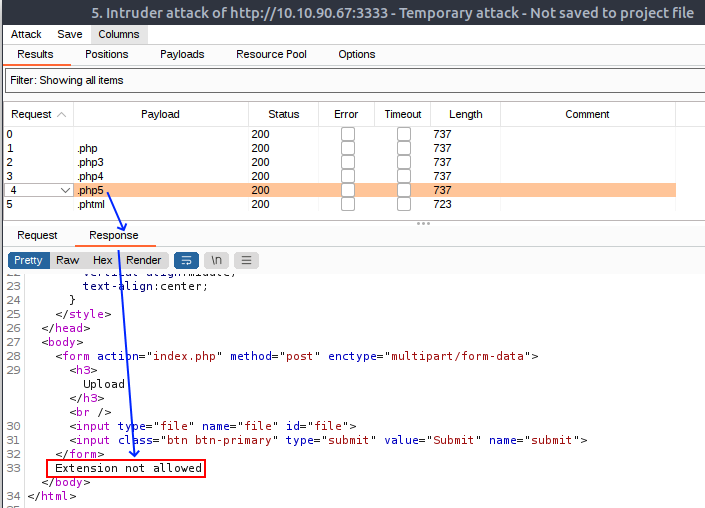 5. Intruder attack of http://10.10.90.67:3333 - Temporary attack - Not saved to project file
Attack Save Columns
Results Positions Payloads Resource Pool Options
Filter: Showing all items
Request Payload Status Error Timeout Length Comment
0 200 737
1 .php 200 737
2 .php3 200 737
3 .php4 200 737
4 .php5 200 737
5 .phtml 200 723
Request Response
Pretty Raw Hex Render \n
22 vertical-align:middle;
23 text-align:center;
24 }
25 </style>
26 </head>
27 <body>
28 <form action="index.php" method="post" enctype="multipart/form-data">
29 <h3>
Upload
</h3>
<br />
30 <input type="file" name="file" id="file">
31 <input class="btn btn-primary" type="submit" value="Submit" name="submit">
32 </form>
33 Extension not allowed
</body>
34 </html>
35